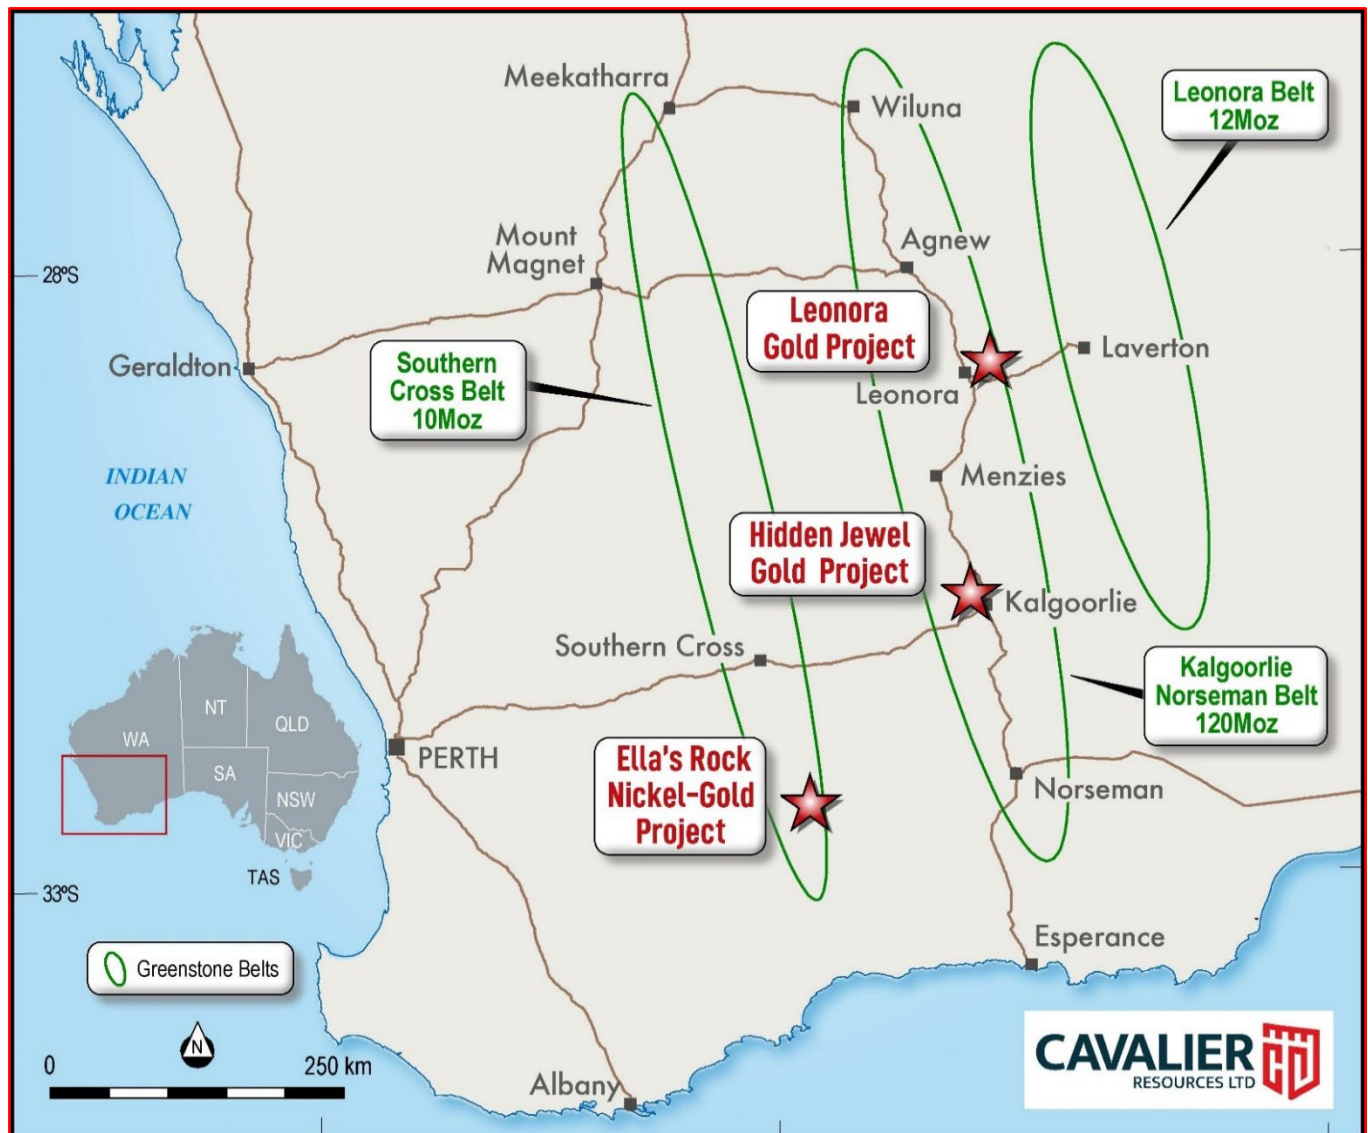 Meekatharra
Wiluna
Leonora Belt
12Moz
Mount
Magnet
Agnew
28ºS
Leonora
Gold Project
Geraldton
Southern
Cross Belt
10Moz
Laverton
Leonora
INDIAN
OCEAN
Menzies
Hidden Jewel
Gold Project
Kalgoorlie
Southern Cross
Kalgoorlie
Norseman Belt
120Moz
NT
QLD
WA
SA
NSW
VIC
TAS
PERTH
Ella's Rock
Nickel-Gold
Project
Norseman
33ºS
Esperance
Greenstone Belts
N
0
250 km
Albany
CAVALIER
RESOURCES LTD